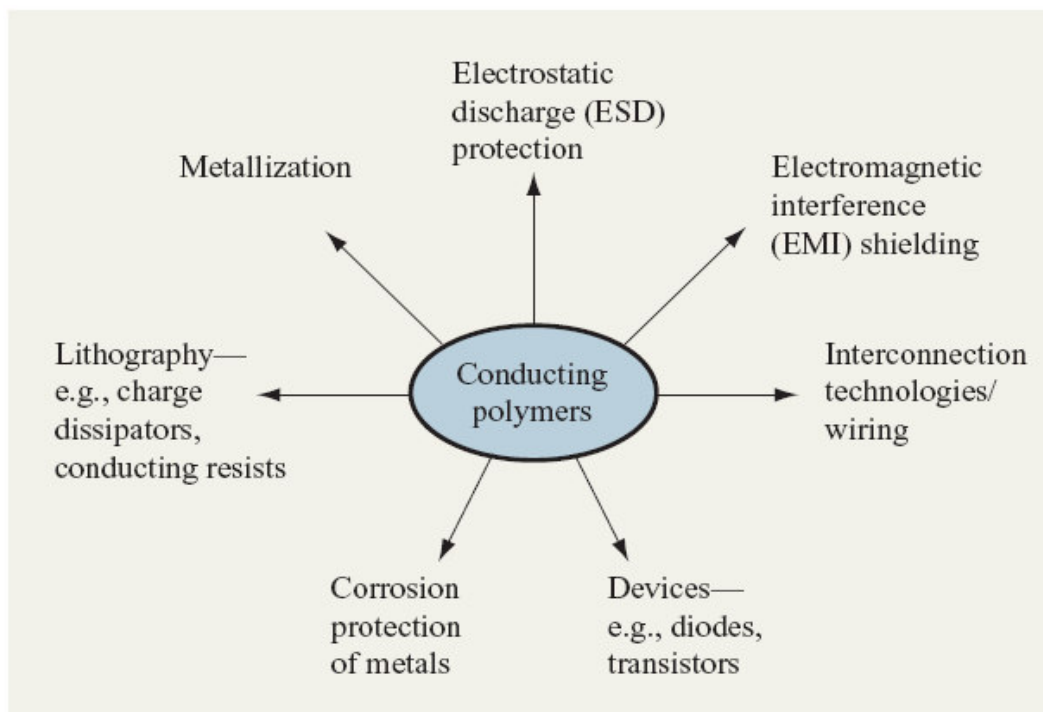 Electrostatic
discharge (ESD)
protection
Metallization
Electromagnetic
interference
(EMI) shielding
Lithography—
e.g., charge
dissipators,
conducting resists
Conducting
polymers
Interconnection
technologies/
wiring
Corrosion
protection
of metals
Devices—
e.g., diodes,
transistors